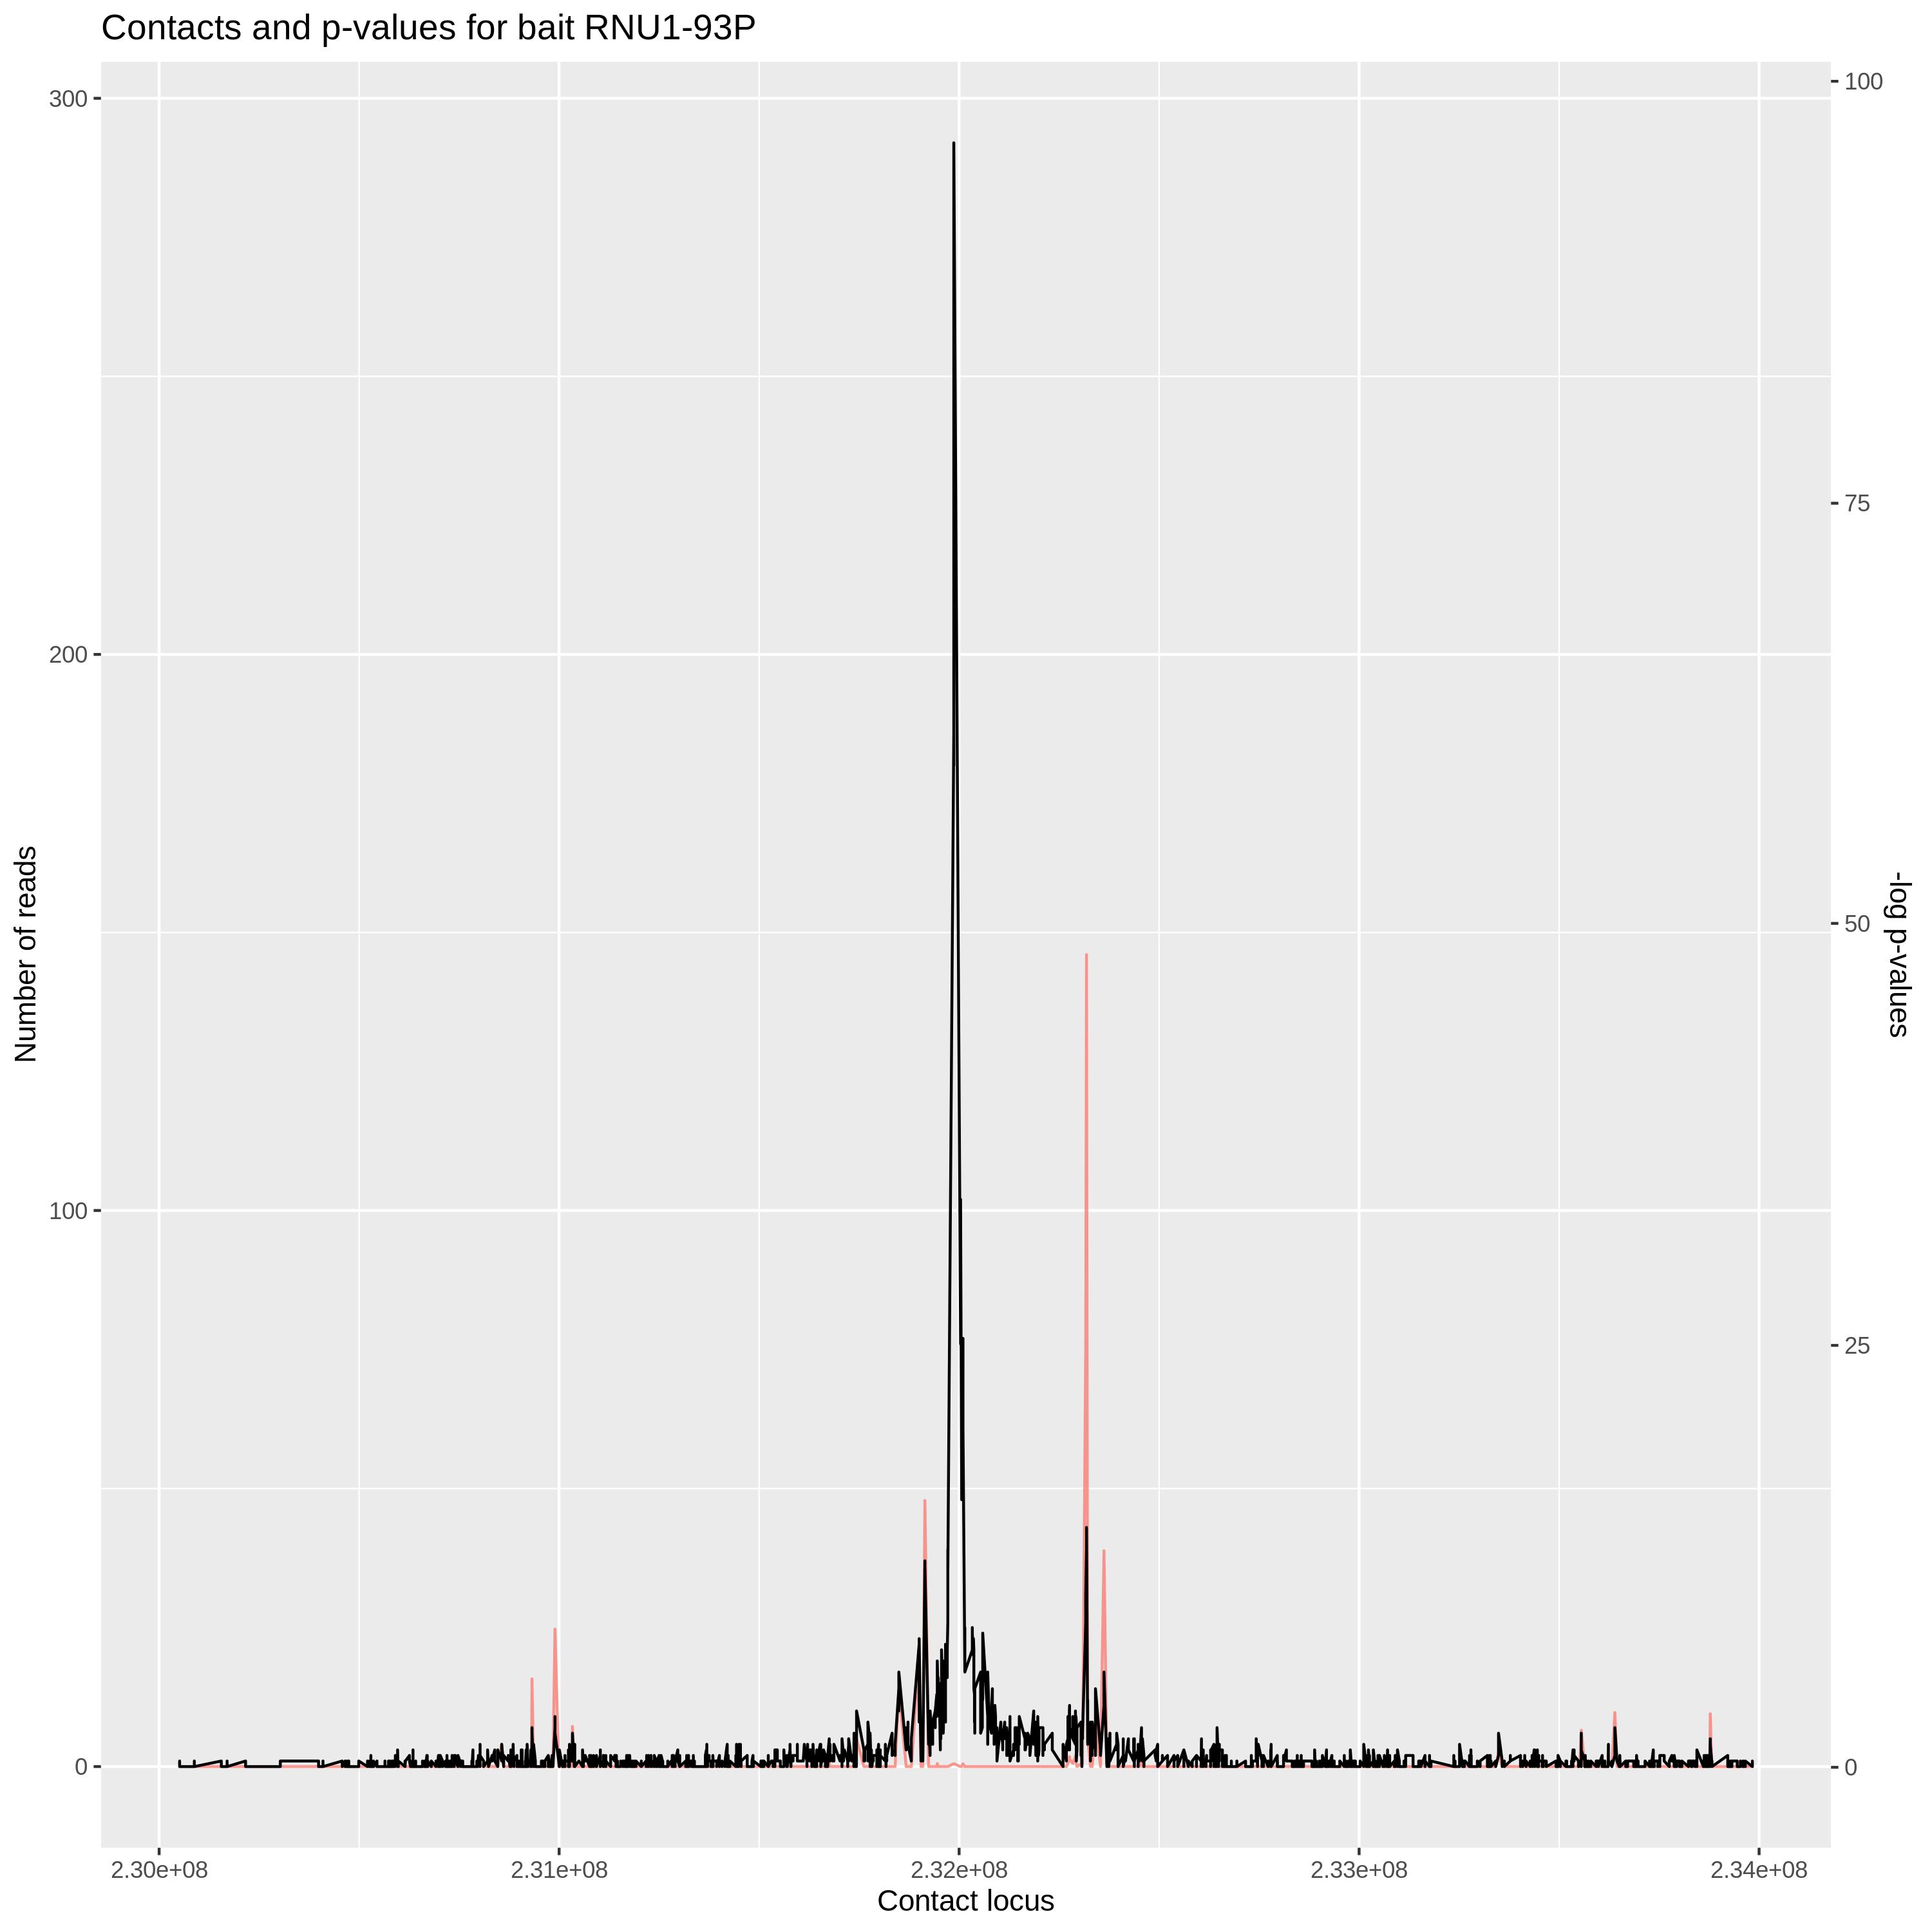 Contacts and p-values for bait RNU1-93P
300
200
100
0
Number of reads
100
75
50
25
0
-log p-values
2.30e+08
2.31e+08
2.32e+08
2.33e+08
2.34e+08
Contact locus